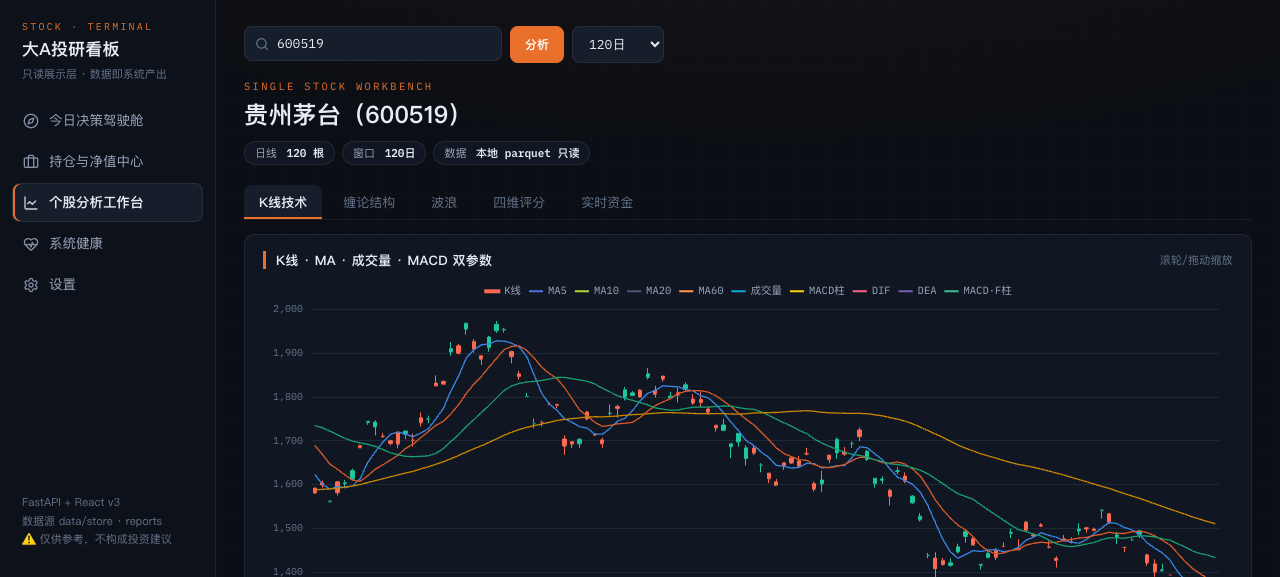 STOCK · TERMINAL
大A投研看板
只读展示层 · 数据即系统产出
今日决策驾驶舱
持仓与净值中心
个股分析工作台
系统健康
设置
FastAPI + React v3
数据源 data/store · reports
⚠️ 仅供参考，不构成投资建议
600519
分析
120日
SINGLE STOCK WORKBENCH
贵州茅台（600519）
日线 120 根
窗口 120日
数据 本地 parquet 只读
K线技术
缠论结构
波浪
四维评分
实时资金
K线 · MA · 成交量 · MACD 双参数
滚轮/拖动缩放
K线 MA5 MA10 MA20 MA60 成交量 MACD柱 DIF DEA MACD·F柱
2,000
1,900
1,800
1,700
1,600
1,500
1,400